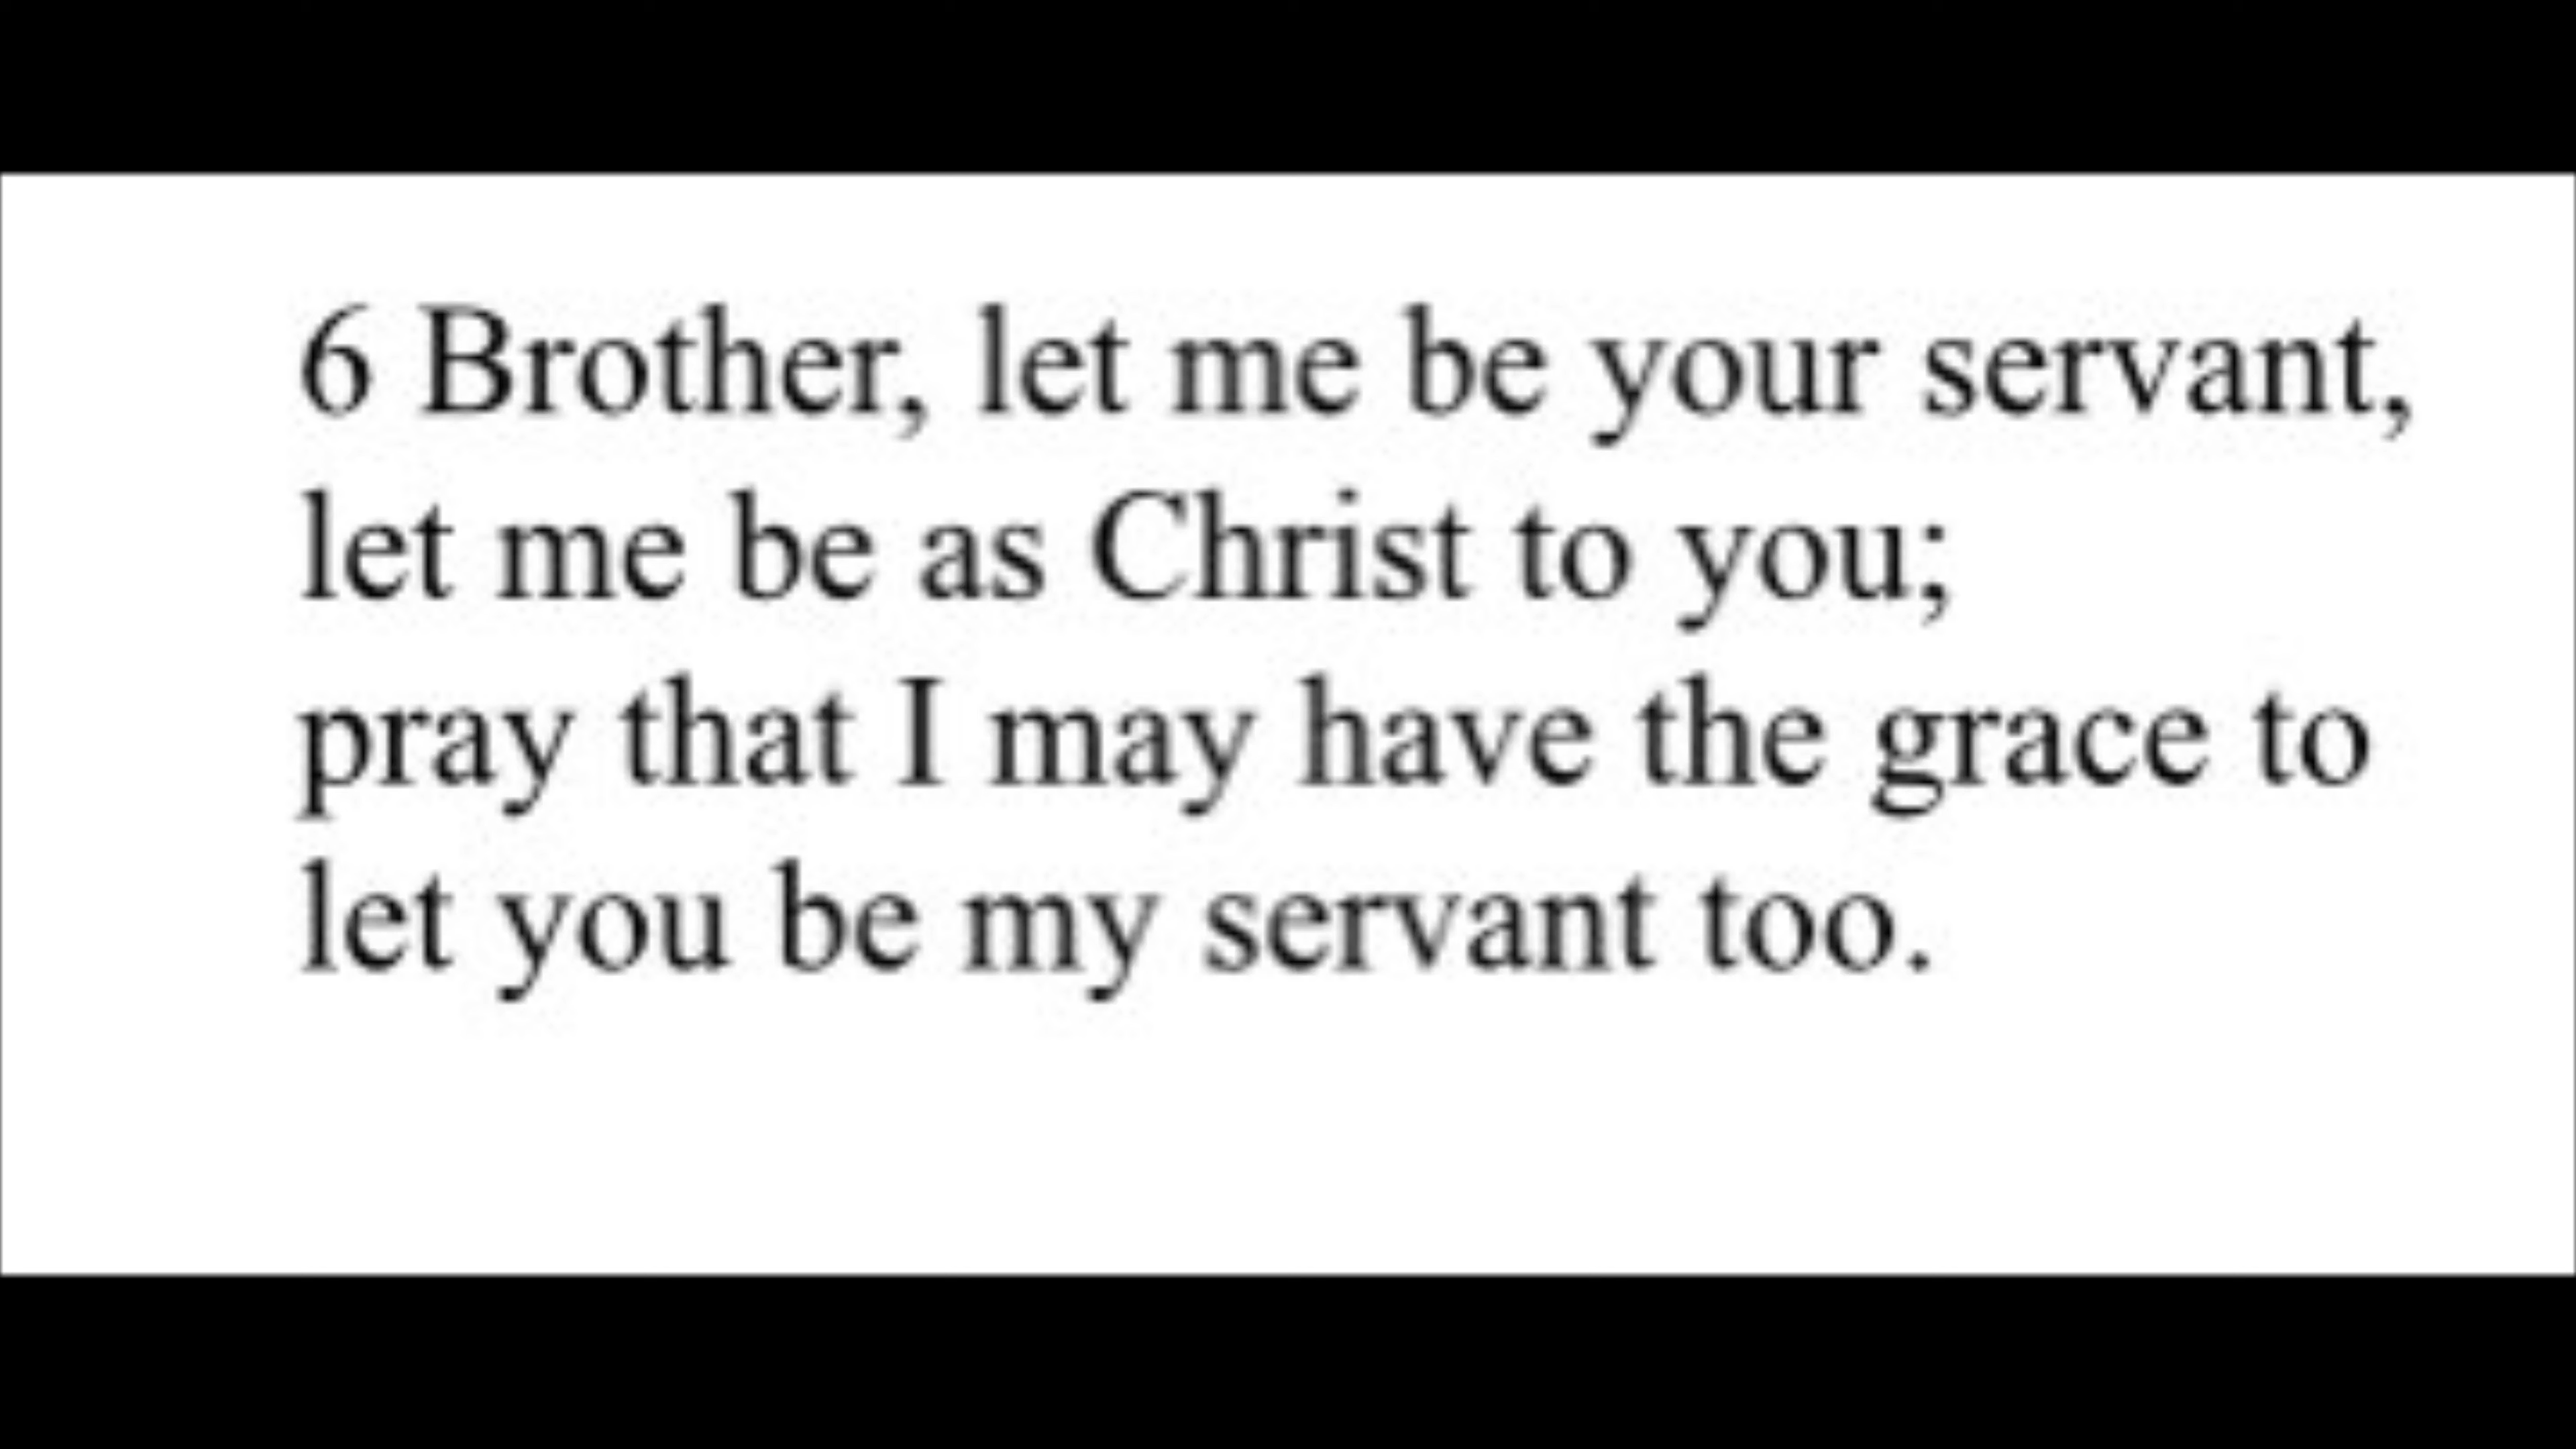 6 Brother, let me be your servant,
let me be as Christ to you;
pray that I may have the grace to
let you be my servant too.